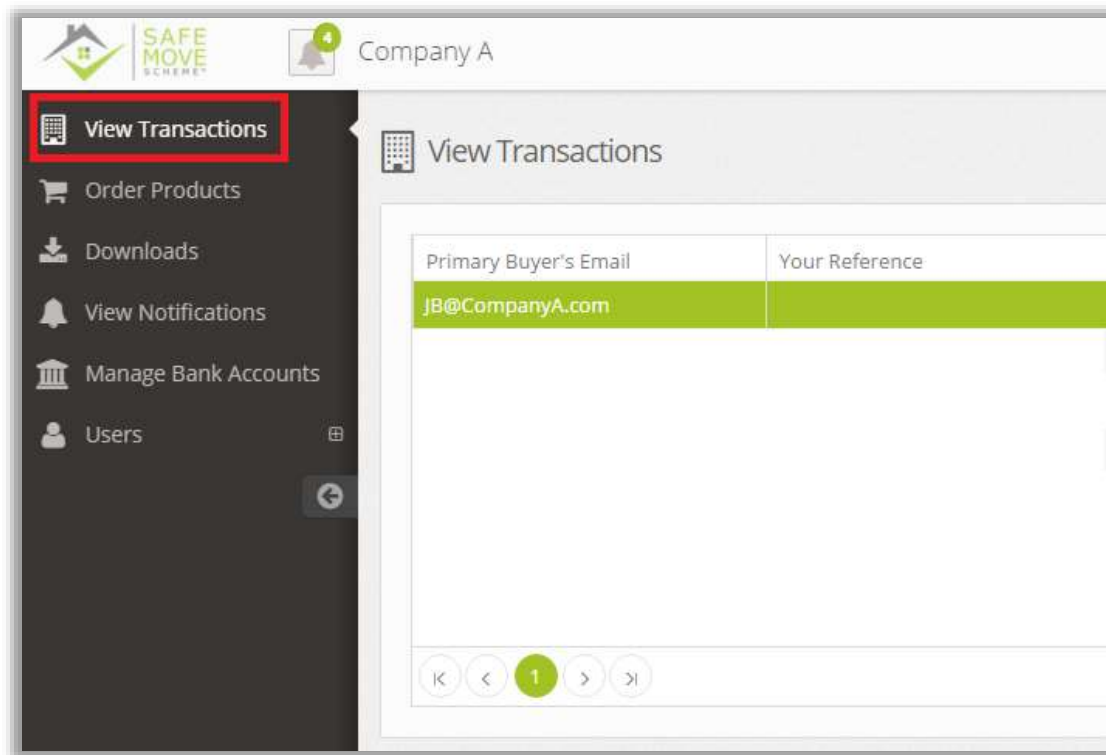 SAFE
MOVE
SCHEME
4
Company A
View Transactions
Order Products
Downloads
View Notifications
Manage Bank Accounts
Users
View Transactions
Primary Buyer's Email Your Reference
JB@CompanyA.com
1